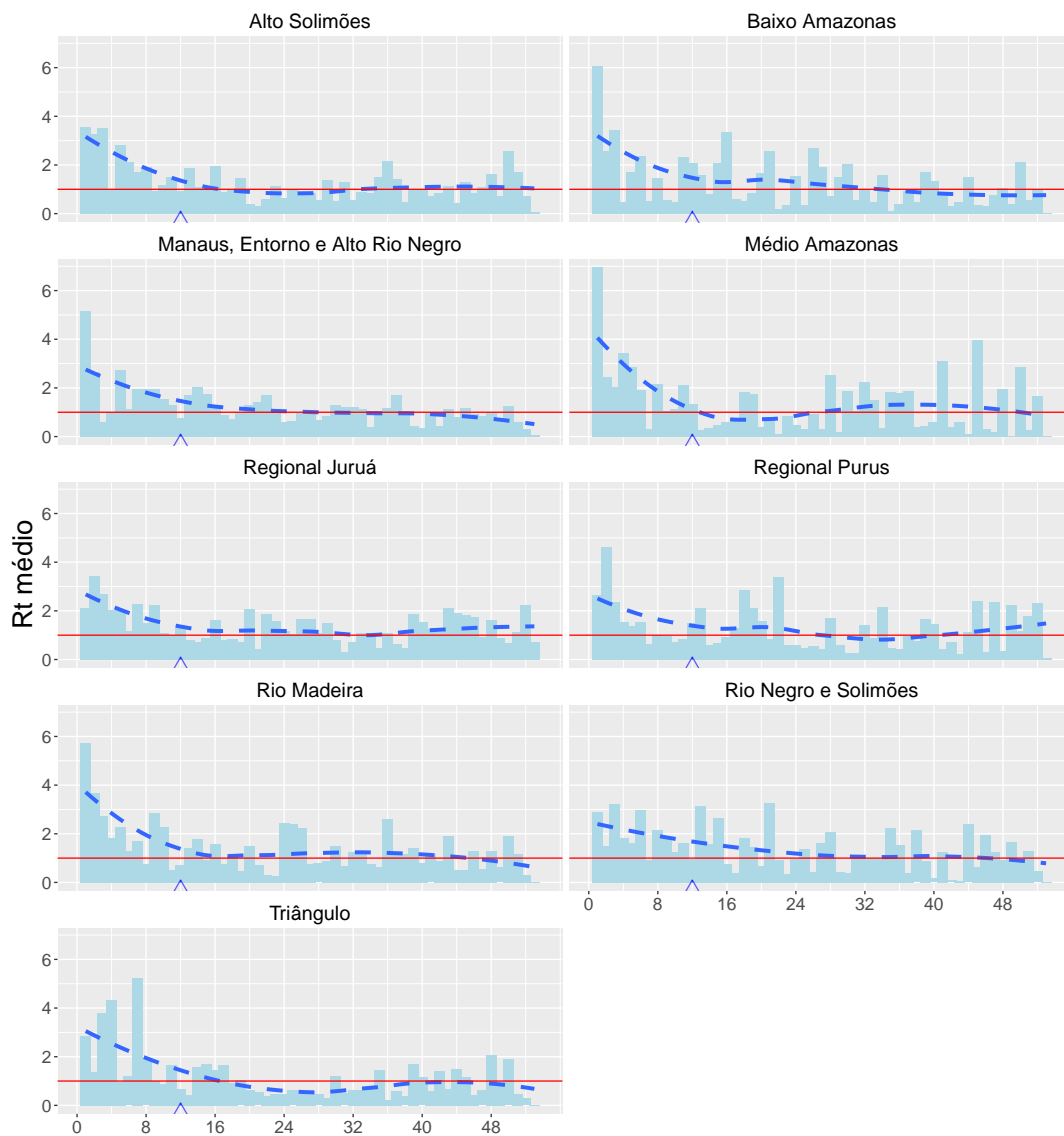 Alto Solimões Baixo Amazonas
6
4
2
0
Manaus, Entorno e Alto Rio Negro Médio Amazonas
6
4
2
0
Regional Juruá Regional Purus
6
4
2
0
Rt médio
Rio Madeira Rio Negro e Solimões
6
4
2
0
0 8 16 24 32 40 48
Triângulo
6
4
2
0
0 8 16 24 32 40 48